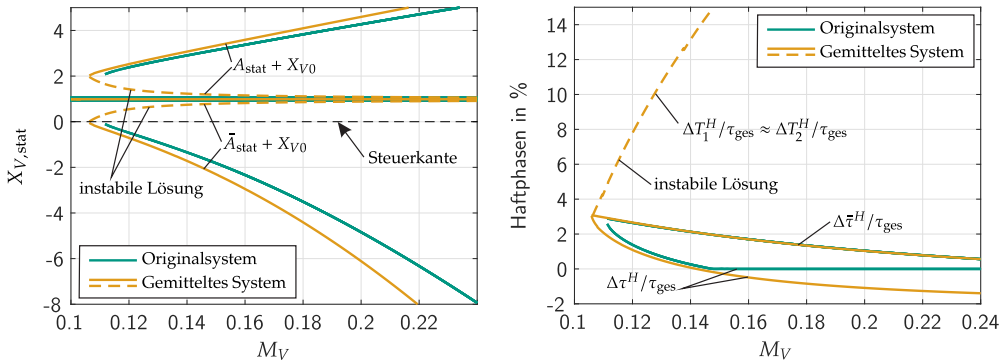 4
2
0
-2
-4
-6
-8
0.1
0.12
0.14
0.16
0.18
0.2
0.22
X_{V,stat}
M_V
A_stat + X_{V0}
Ā_stat + X_{V0}
Steuerkante
instabile Lösung
Originalsystem
Gemitteltes System
14
12
10
8
6
4
2
0
-2
0.1
0.12
0.14
0.16
0.18
0.2
0.22
0.24
Haftphasen in %
M_V
Originalsystem
Gemitteltes System
ΔT_1^H/τ_ges ≈ ΔT_2^H/τ_ges
instabile Lösung
Δτ̄^H/τ_ges
Δτ^H/τ_ges